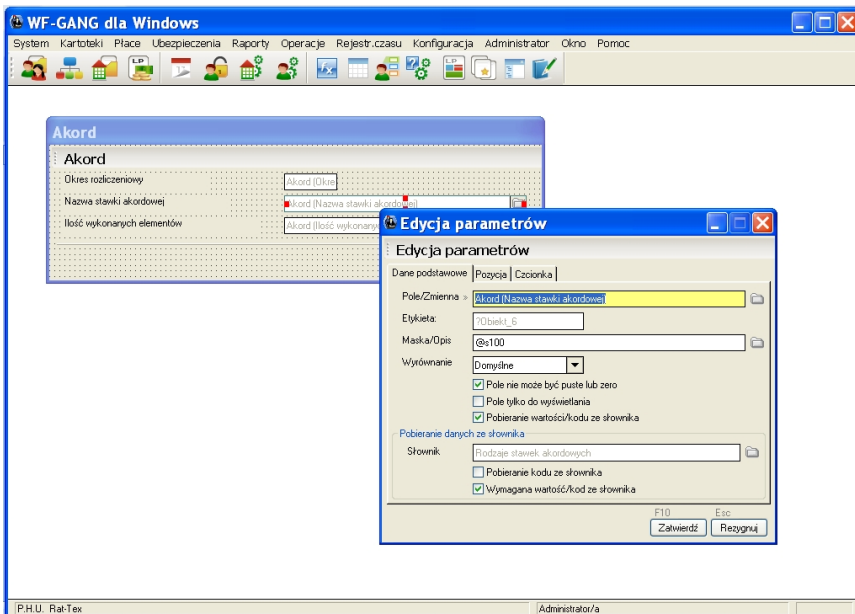 WF-GANG dla Windows
System Kartoteki Płace Ubezpieczenia Raporty Operacje Rejestr.czasu Konfiguracja Administrator Okno Pomoc
Akord
Akord
Okres rozliczeniowy
Akord (Okre
Nazwa stawki akordowej
Akord (Nazwa stawki akordowej)
Ilość wykonanych elementów
Akord (Ilość wykonany
Edycja parametrów
Edycja parametrów
Dane podstawowe Pozycja Czcionka
Pole/Zmienna » Akord (Nazwa stawki akordowej)
Etykieta: ?Obiekt_6
Maska/Opis @s100
Wyrównanie Domyślne
Pole nie może być puste lub zero
Pole tylko do wyświetlania
Pobieranie wartości/kodu ze słownika
Pobieranie danych ze słownika
Słownik Rodzaje stawek akordowych
Pobieranie kodu ze słownika
Wymagana wartość/kod ze słownika
F10 Esc
Zatwierdź Rezygnuj
P.H.U. Rat-Tex Administrator/a